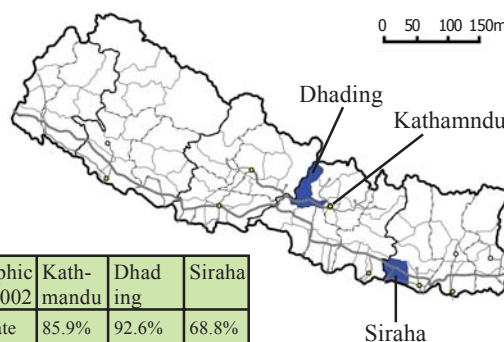 0 50 100 150m
Dhading
Kathamndu
phic Kath- Dhad Siraha
002 mandu ing
ate 85.9% 92.6% 68.8%
Siraha